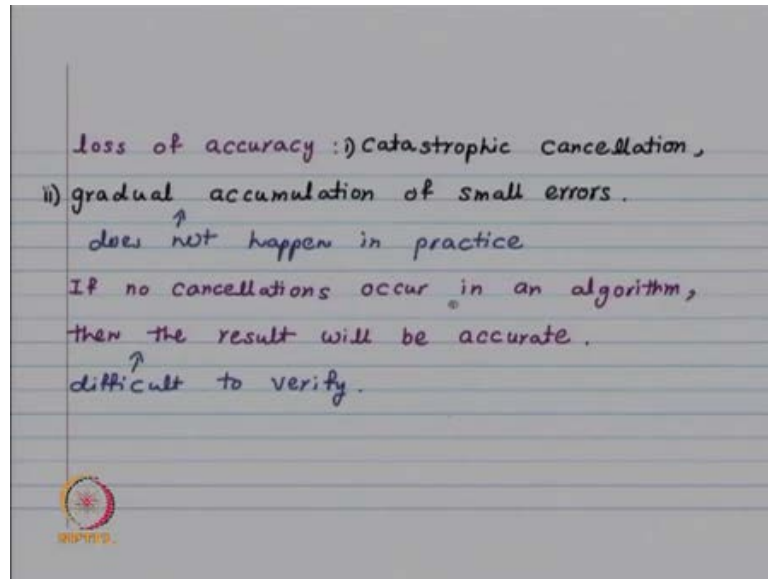 loss of accuracy : i) Catastrophic cancellation,
ii) gradual accumulation of small errors.
↑
does not happen in practice
If no cancellations occur in an algorithm,
then the result will be accurate.
↑
difficult to verify.
NPTEL